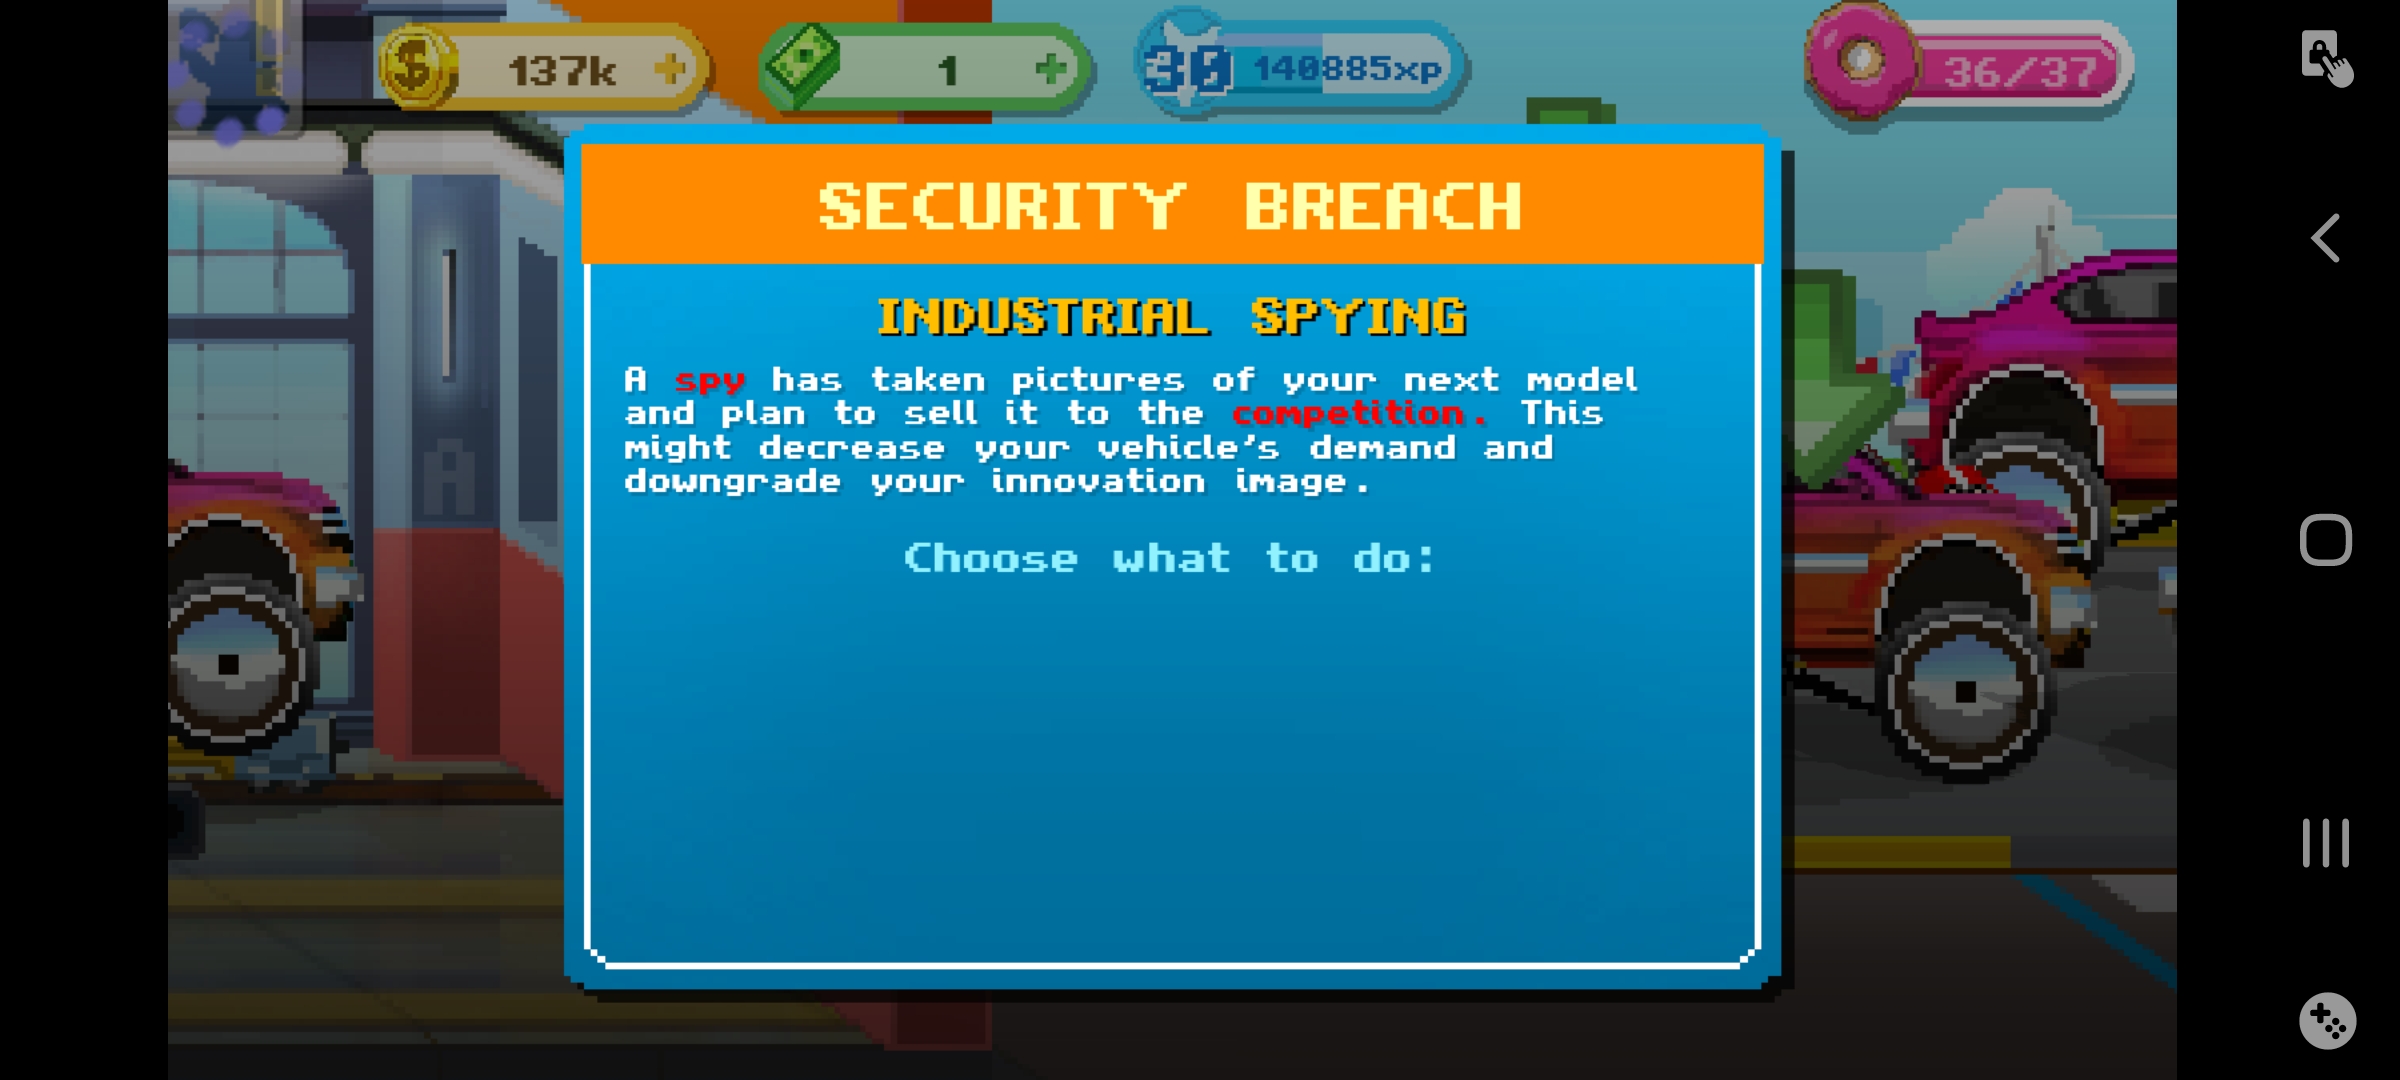 137k
1
30
140885xp
36/37
SECURITY BREACH
INDUSTRIAL SPYING
A spy has taken pictures of your next model
and plan to sell it to the competition. This
might decrease your vehicle's demand and
downgrade your innovation image.
Choose what to do:
A